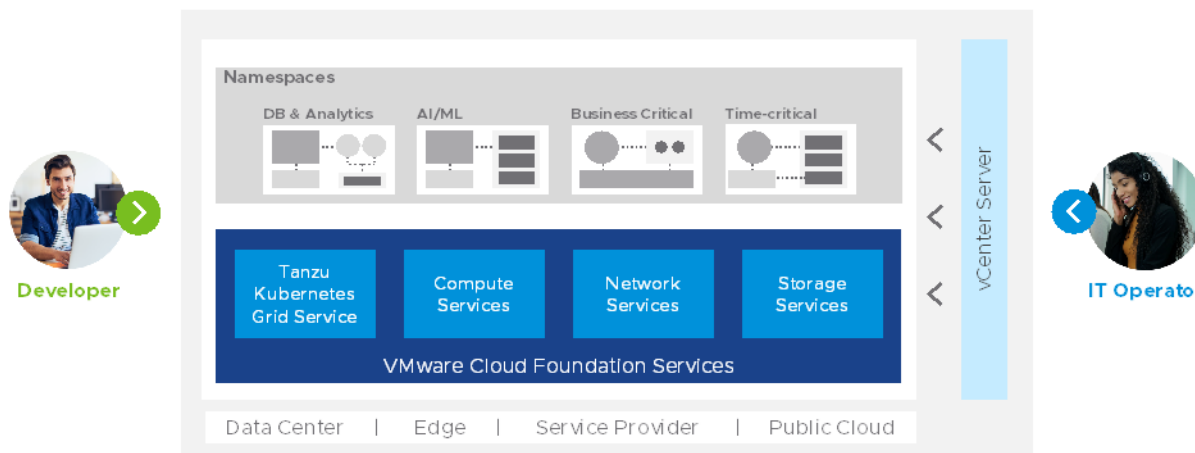 Namespaces
DB & Analytics
AI/ML
Business Critical
Time-critical
Developer
Tanzu
Kubernetes
Grid Service
Compute
Services
Network
Services
Storage
Services
VMware Cloud Foundation Services
Data Center | Edge | Service Provider | Public Cloud
vCenter Server
IT Operato